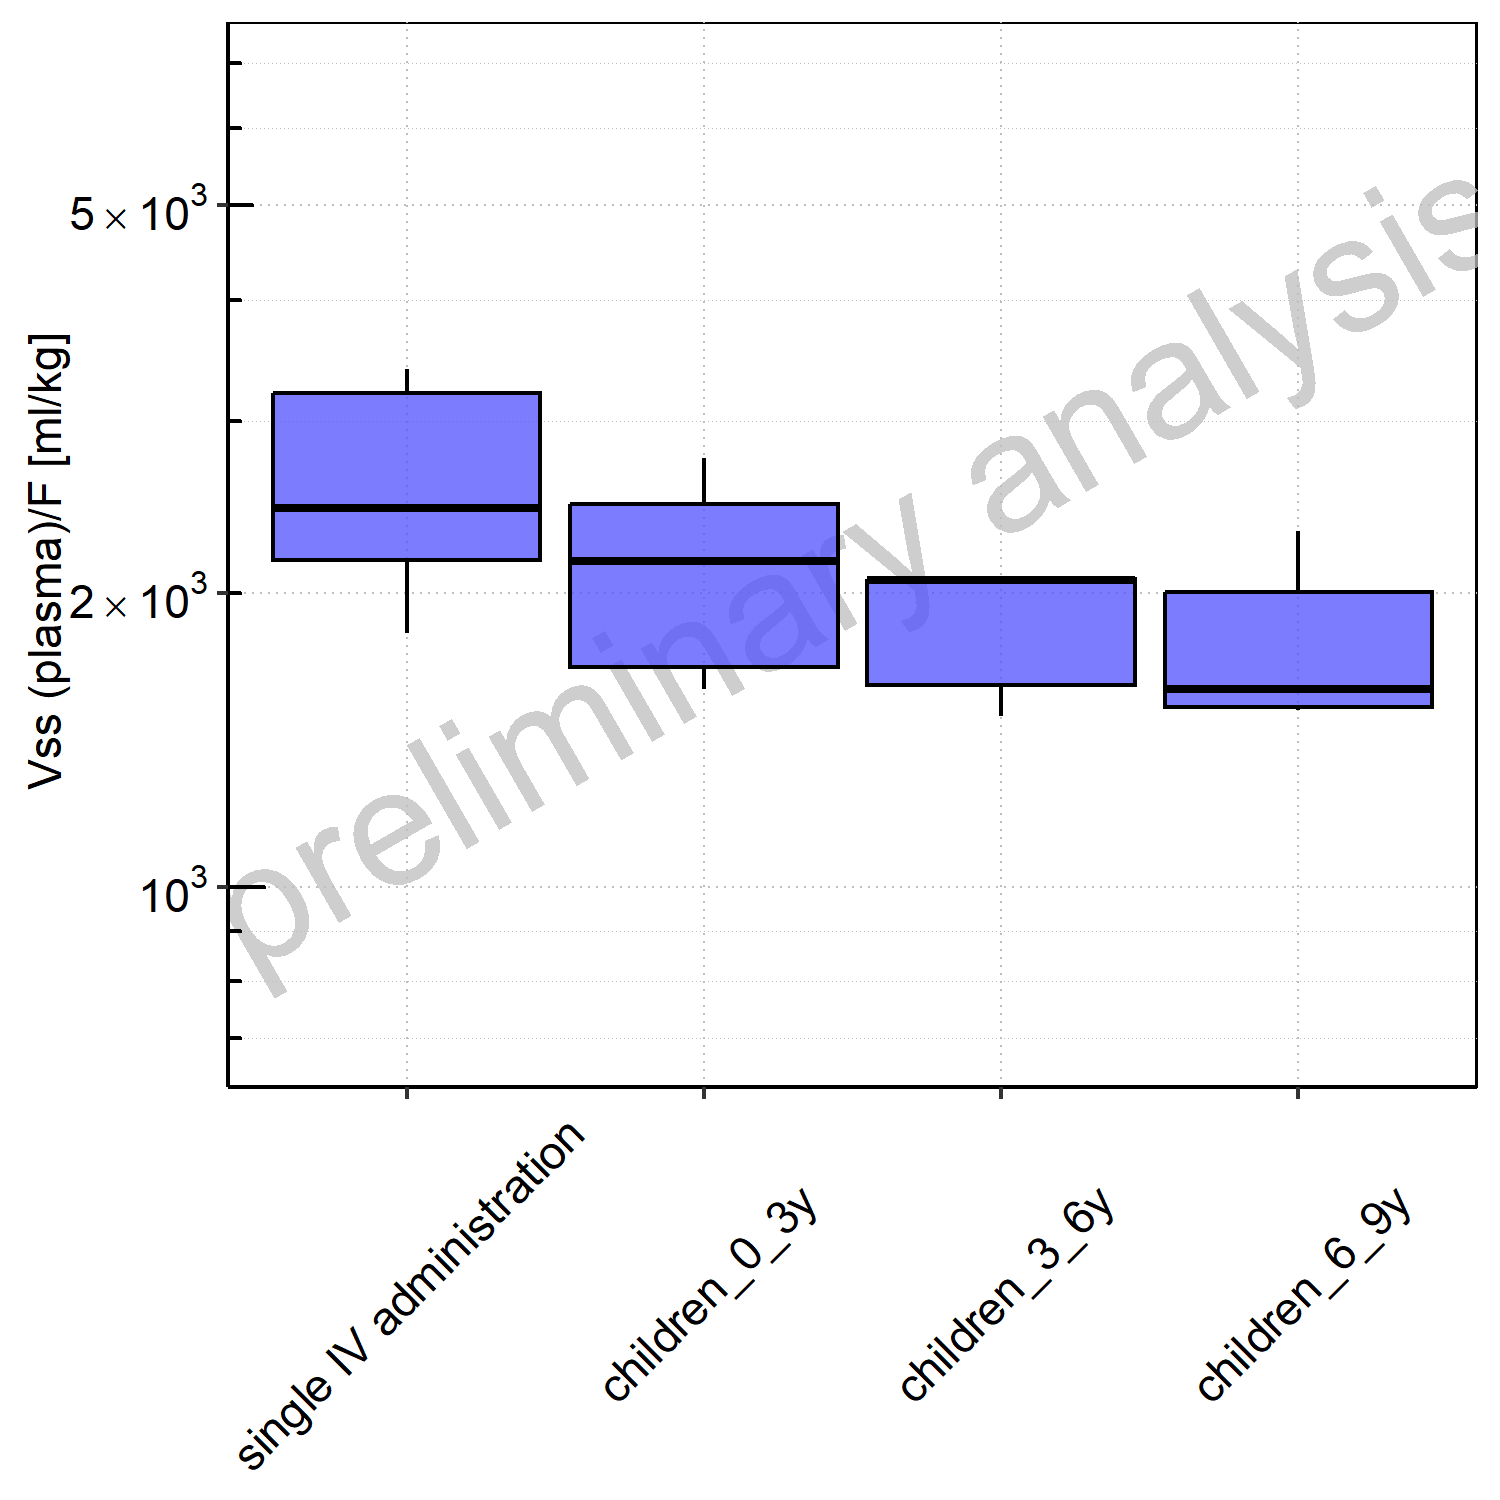 Vss (plasma)/F [ml/kg]
5 × 10³
2 × 10³
10³
preliminary analysis
single IV administration
children_0_3y
children_3_6y
children_6_9y